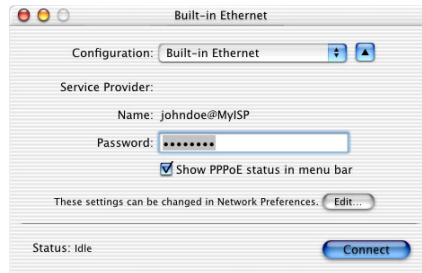 Built-in Ethernet
Configuration: Built-in Ethernet
Service Provider:
Name: johndoe@MyISP
Password: ••••••••
Show PPPoE status in menu bar
These settings can be changed in Network Preferences. Edit...
Status: Idle Connect